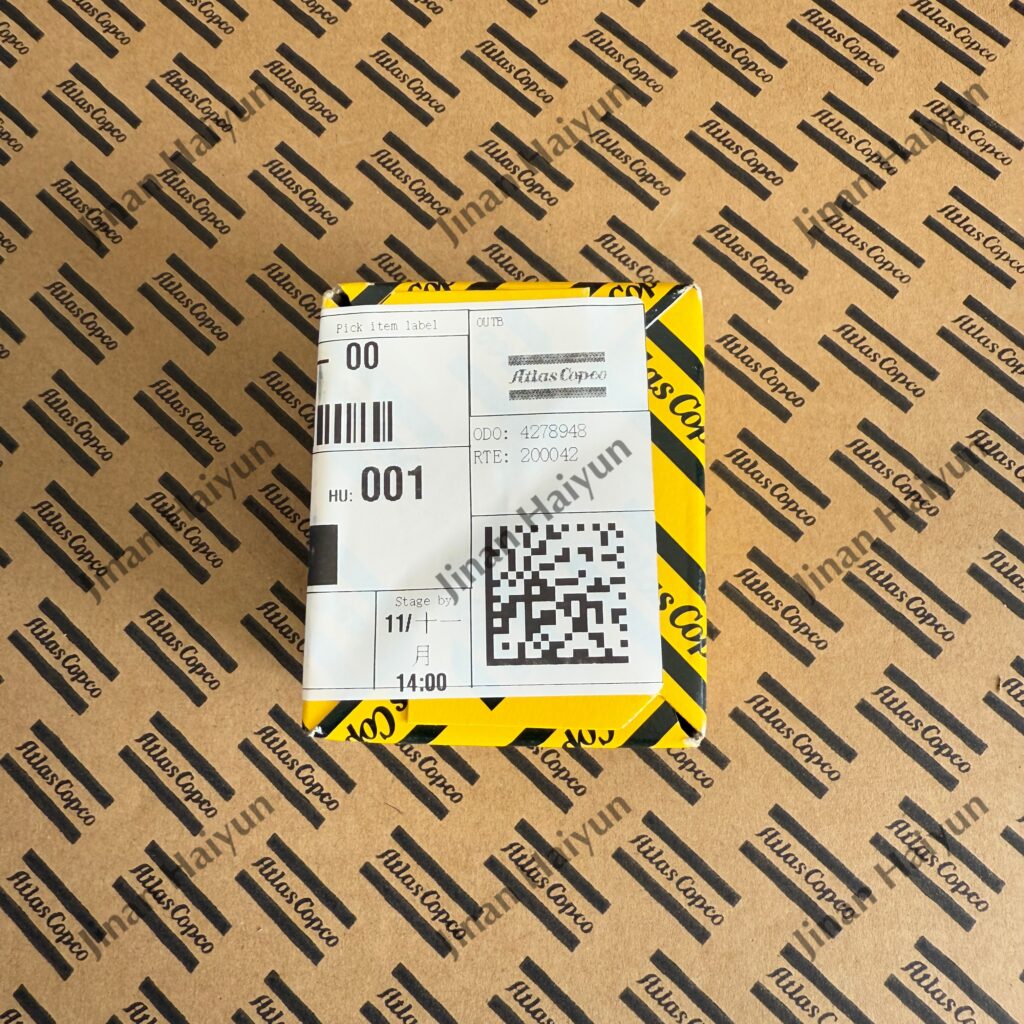 Pick item label
- 00
HU: 001
Stage by
11/十一
月
14:00
OUTB
Atlas Copco
ODO: 4278948
RTE: 200042
Atlas Copco
Jinan Haiyun